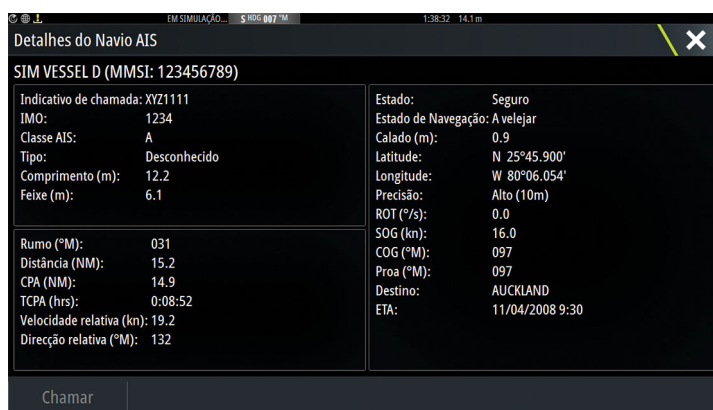 EM SIMULAÇÃO... S HDG 007 °M 1:38:32 14.1 m
Detalhes do Navio AIS
SIM VESSEL D (MMSI: 123456789)
Indicativo de chamada: XYZ1111
IMO: 1234
Classe AIS: A
Tipo: Desconhecido
Comprimento (m): 12.2
Feixe (m): 6.1
Rumo (°M): 031
Distância (NM): 15.2
CPA (NM): 14.9
TCPA (hrs): 0:08:52
Velocidade relativa (kn): 19.2
Direcção relativa (°M): 132
Estado: Seguro
Estado de Navegação: A velejar
Calado (m): 0.9
Latitude: N 25°45.900'
Longitude: W 80°06.054'
Precisão: Alto (10m)
ROT (°/s): 0.0
SOG (kn): 16.0
COG (°M): 097
Proa (°M): 097
Destino: AUCKLAND
ETA: 11/04/2008 9:30
Chamar